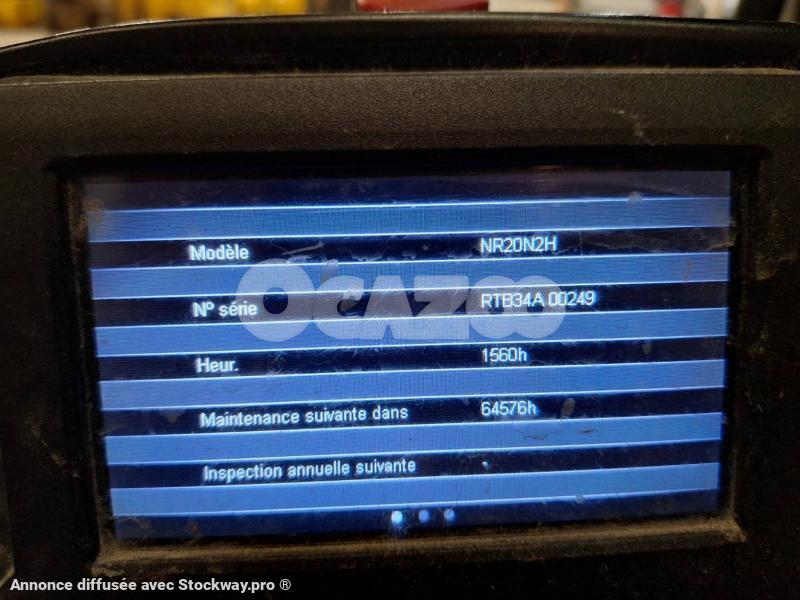 Modèle NR20N2H
OCAZOO
N° série RTB34A 00249
Heur. 1560h
Maintenance suivante dans 64576h
Inspection annuelle suivante
Annonce diffusée avec Stockway.pro ®